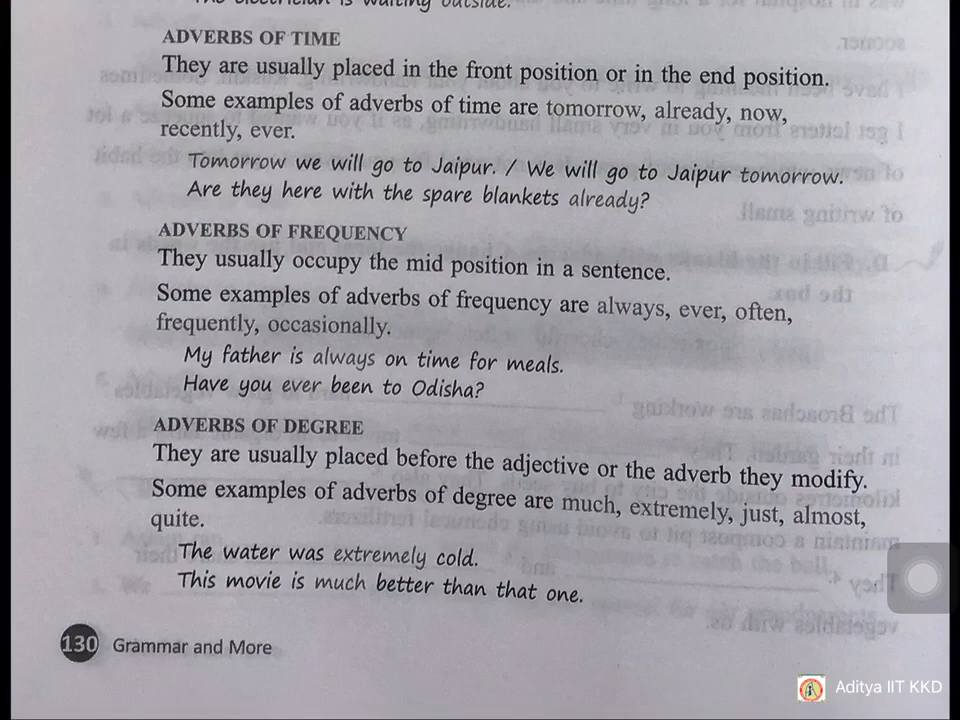 The electrician is waiting outside.
ADVERBS OF TIME
They are usually placed in the front position or in the end position.
Some examples of adverbs of time are tomorrow, already, now,
recently, ever.
Tomorrow we will go to Jaipur. / We will go to Jaipur tomorrow.
Are they here with the spare blankets already?
ADVERBS OF FREQUENCY
They usually occupy the mid position in a sentence.
Some examples of adverbs of frequency are always, ever, often,
frequently, occasionally.
My father is always on time for meals.
Have you ever been to Odisha?
ADVERBS OF DEGREE
They are usually placed before the adjective or the adverb they modify.
Some examples of adverbs of degree are much, extremely, just, almost,
quite.
The water was extremely cold.
This movie is much better than that one.
130 Grammar and More
Aditya IIT KKD